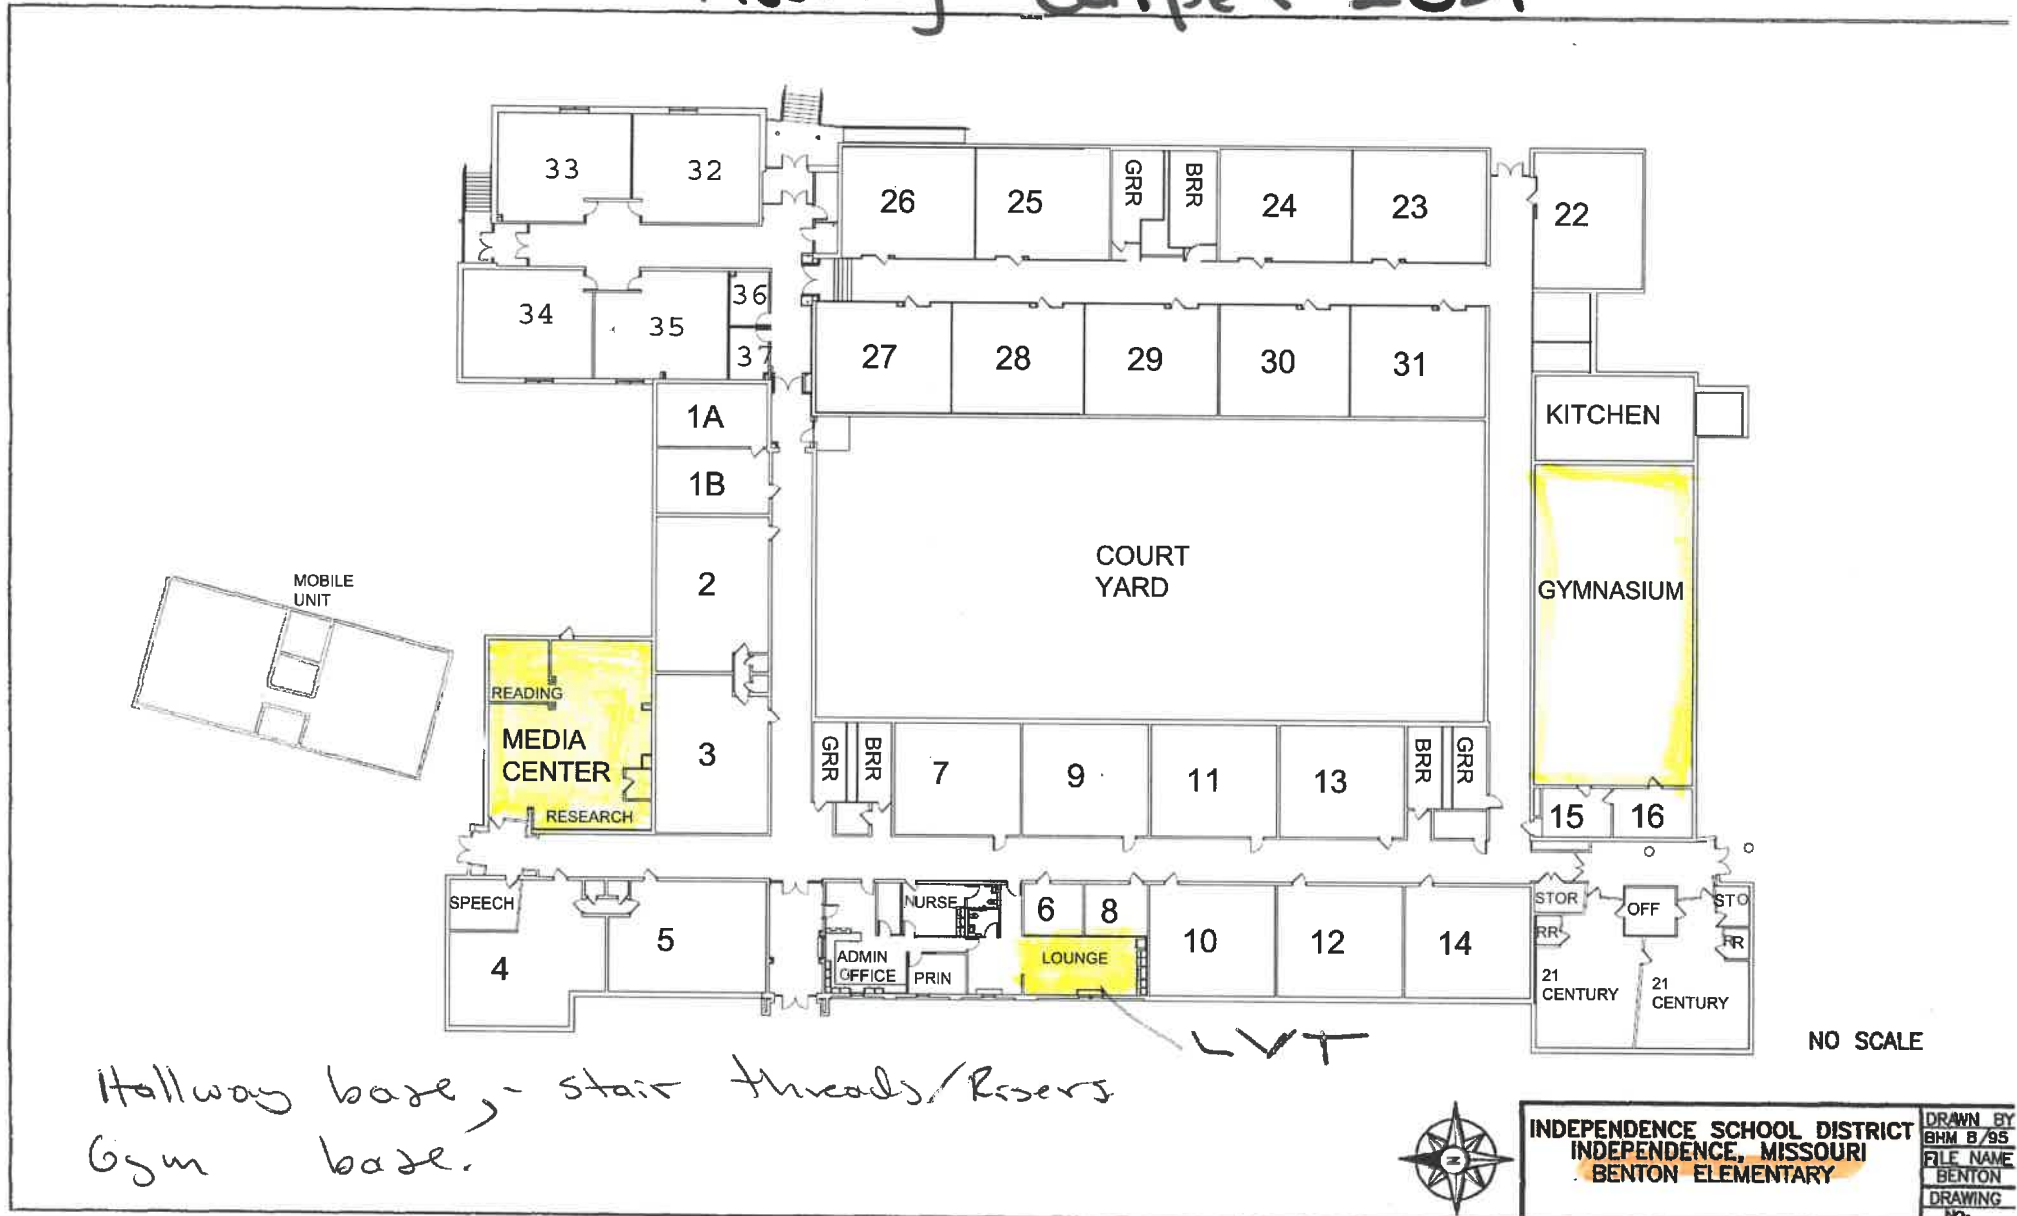 33
32
26
25
GRR
BRR
24
23
22
34
35
36
37
27
28
29
30
31
1A
1B
KITCHEN
2
COURT
YARD
GYMNASIUM
MOBILE
UNIT
READING
MEDIA
CENTER
RESEARCH
3
GRR
BRR
7
9
11
13
BRR
GRR
15
16
SPEECH
4
5
NURSE
ADMIN
OFFICE
PRIN
6
8
LOUNGE
10
12
14
STOR
OFF
STO
RR
RR
21
CENTURY
21
CENTURY
LVT
NO SCALE
Hallway base, - stair threads/Risers
Gym base.
N
INDEPENDENCE SCHOOL DISTRICT
INDEPENDENCE, MISSOURI
BENTON ELEMENTARY
DRAWN BY
BHM 8/95
FILE NAME
BENTON
DRAWING
NO.